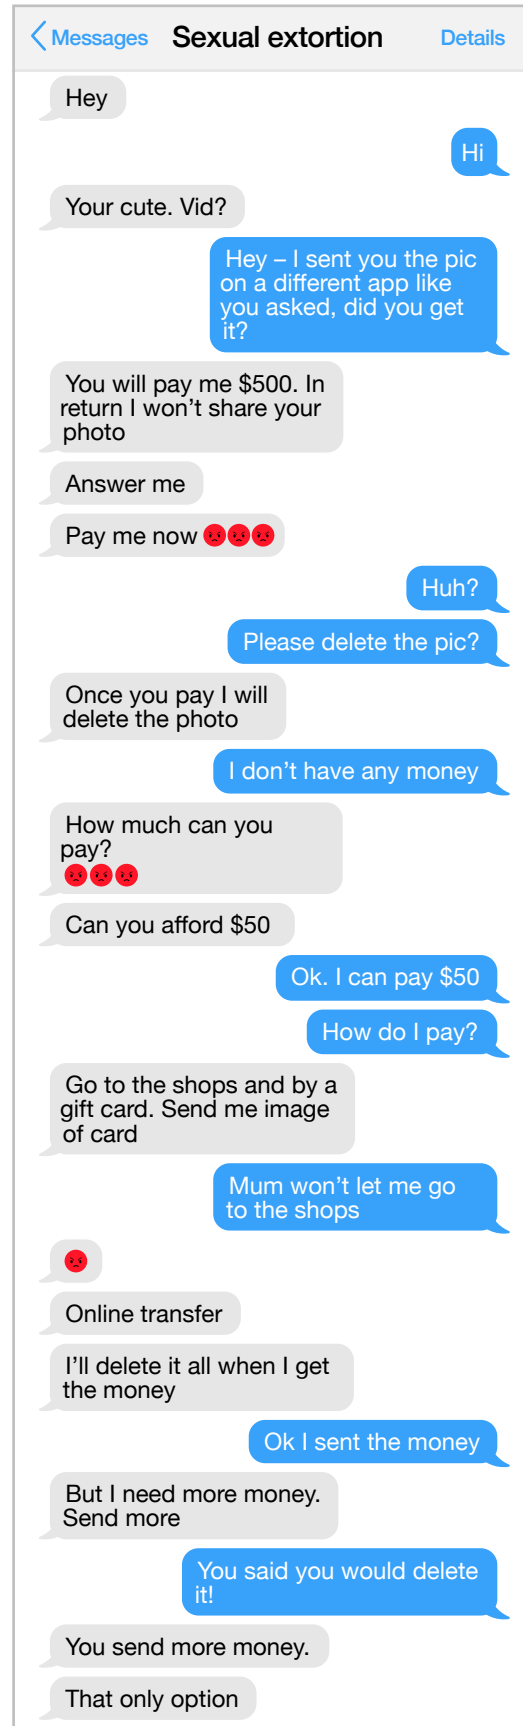 Messages Sexual extortion Details
Hey
Hi
Your cute. Vid?
Hey – I sent you the pic
on a different app like
you asked, did you get
it?
You will pay me $500. In
return I won’t share your
photo
Answer me
Pay me now 😡😡😡
Huh?
Please delete the pic?
Once you pay I will
delete the photo
I don’t have any money
How much can you
pay?
😡😡😡
Can you afford $50
Ok. I can pay $50
How do I pay?
Go to the shops and by a
gift card. Send me image
of card
Mum won’t let me go
to the shops
😡
Online transfer
I’ll delete it all when I get
the money
Ok I sent the money
But I need more money.
Send more
You said you would delete
it!
You send more money.
That only option